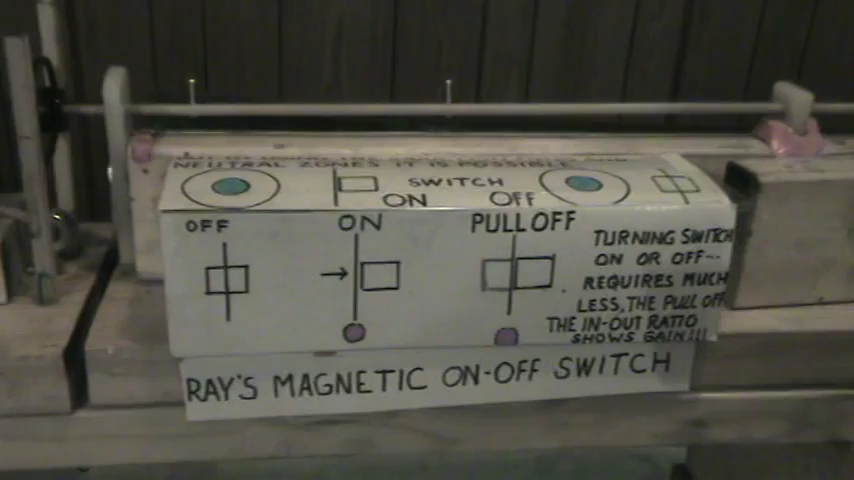 NEUTRAL ZONES IT IS POSSIBLE
SWITCH
ON OFF
OFF ON PULL OFF
TURNING SWITCH
ON OR OFF--
REQUIRES MUCH
LESS, THE PULL OFF
THE IN-OUT RATIO
SHOWS GAIN!!!
RAY'S MAGNETIC ON-OFF SWITCH